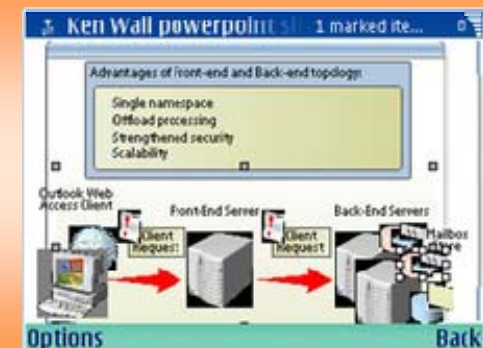 Ken Wall powerpoint sl 1 marked ite...
Advantages of Front-end and Back-end topology:
Single namespace
Offload processing
Strengthened security
Scalability
Outlook Web
Access Client
Front-End Server
Back-End Servers
Mailbox
Client
Request
Client
Request
Options Back